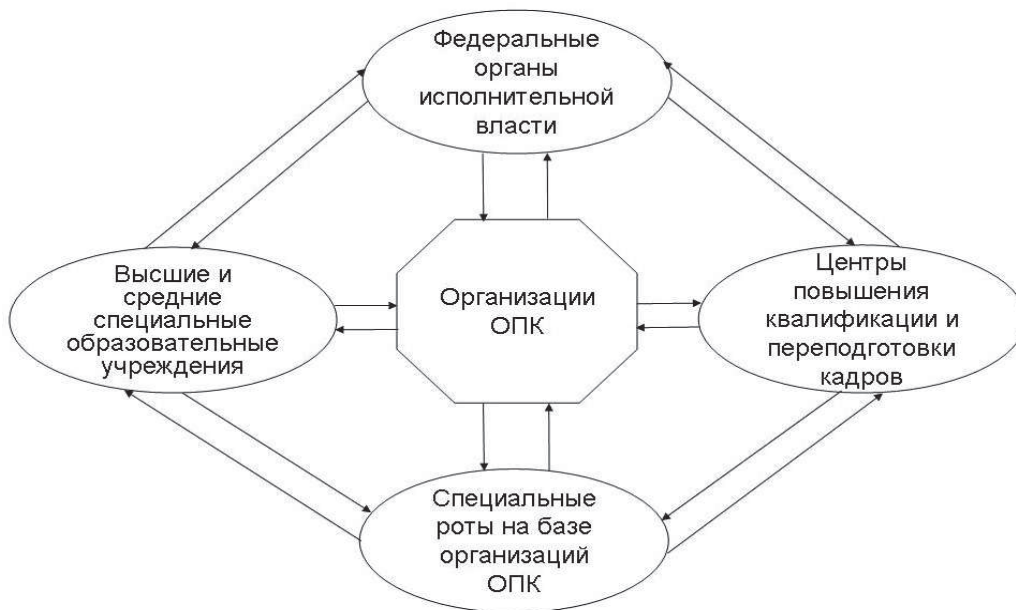 Федеральные
органы
исполнительной
власти
Высшие и
средние
специальные
образовательные
учреждения
Организации
ОПК
Центры
повышения
квалификации и
переподготовки
кадров
Специальные
роты на базе
организаций
ОПК